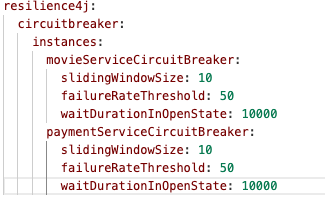 resilience4j:
circuitbreaker:
instances:
movieServiceCircuitBreaker:
slidingWindowSize: 10
failureRateThreshold: 50
waitDurationInOpenState: 10000
paymentServiceCircuitBreaker:
slidingWindowSize: 10
failureRateThreshold: 50
waitDurationInOpenState: 10000